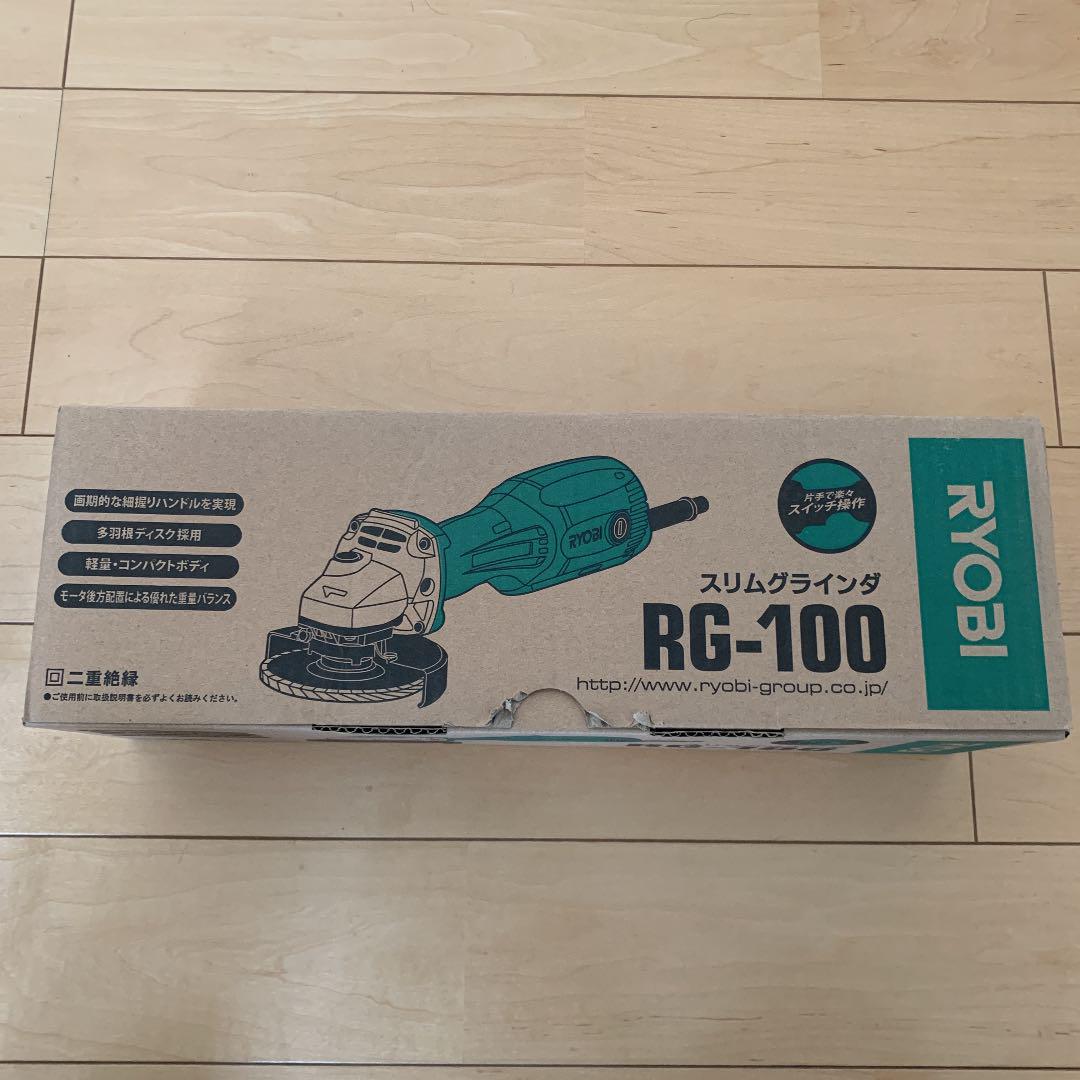 画期的な細握りハンドルを実現
多羽根ディスク採用
軽量・コンパクトボディ
モータ後方配置による優れた重量バランス
回二重絶縁
●ご使用前に取扱説明書を必ずよくお読みください。
RYOBI
片手で楽々
スイッチ操作
スリムグラインダ
RG-100
http://www.ryobi-group.co.jp/
RYOBI
RG-100